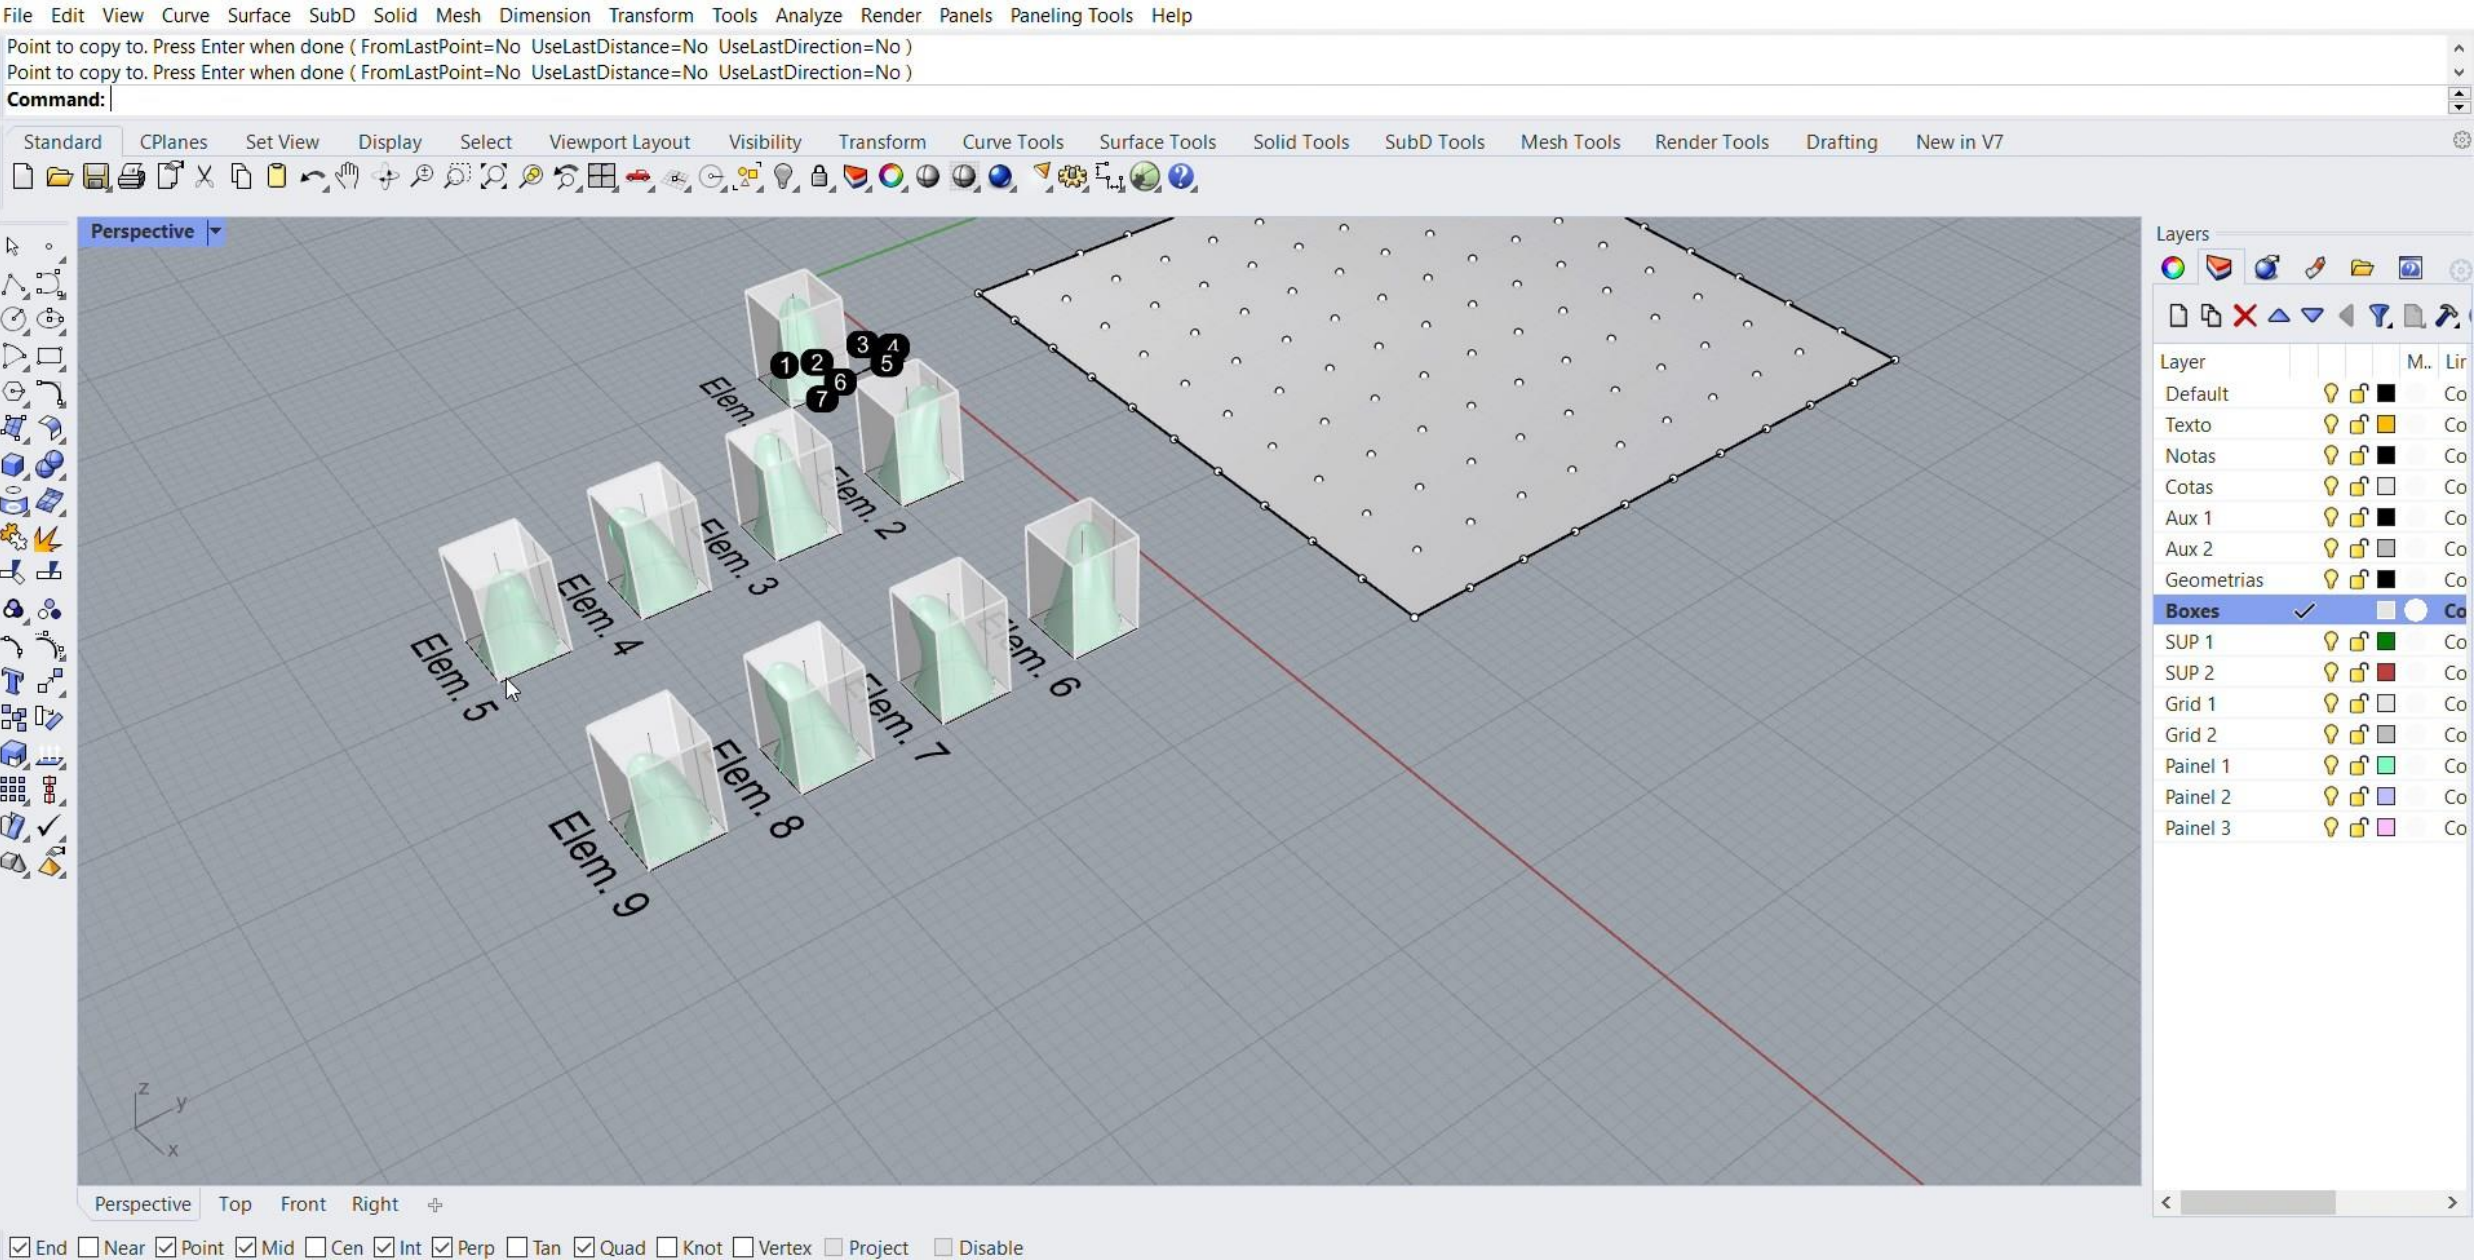 File Edit View Curve Surface SubD Solid Mesh Dimension Transform Tools Analyze Render Panels Paneling Tools Help
Point to copy to. Press Enter when done ( FromLastPoint=No UseLastDistance=No UseLastDirection=No )
Point to copy to. Press Enter when done ( FromLastPoint=No UseLastDistance=No UseLastDirection=No )
Command:
Standard CPlanes Set View Display Select Viewport Layout Visibility Transform Curve Tools Surface Tools Solid Tools SubD Tools Mesh Tools Render Tools Drafting New in V7
Perspective
1 2 3 4
5
6
7
Elem.
Elem. 2
Elem. 3
Elem. 4
Elem. 5
Elem. 6
Elem. 7
Elem. 8
Elem. 9
z
y
x
Layers
Layer M.. Lir
Default Co
Texto Co
Notas Co
Cotas Co
Aux 1 Co
Aux 2 Co
Geometrias Co
Boxes Co
SUP 1 Co
SUP 2 Co
Grid 1 Co
Grid 2 Co
Painel 1 Co
Painel 2 Co
Painel 3 Co
Perspective Top Front Right
End Near Point Mid Cen Int Perp Tan Quad Knot Vertex Project Disable